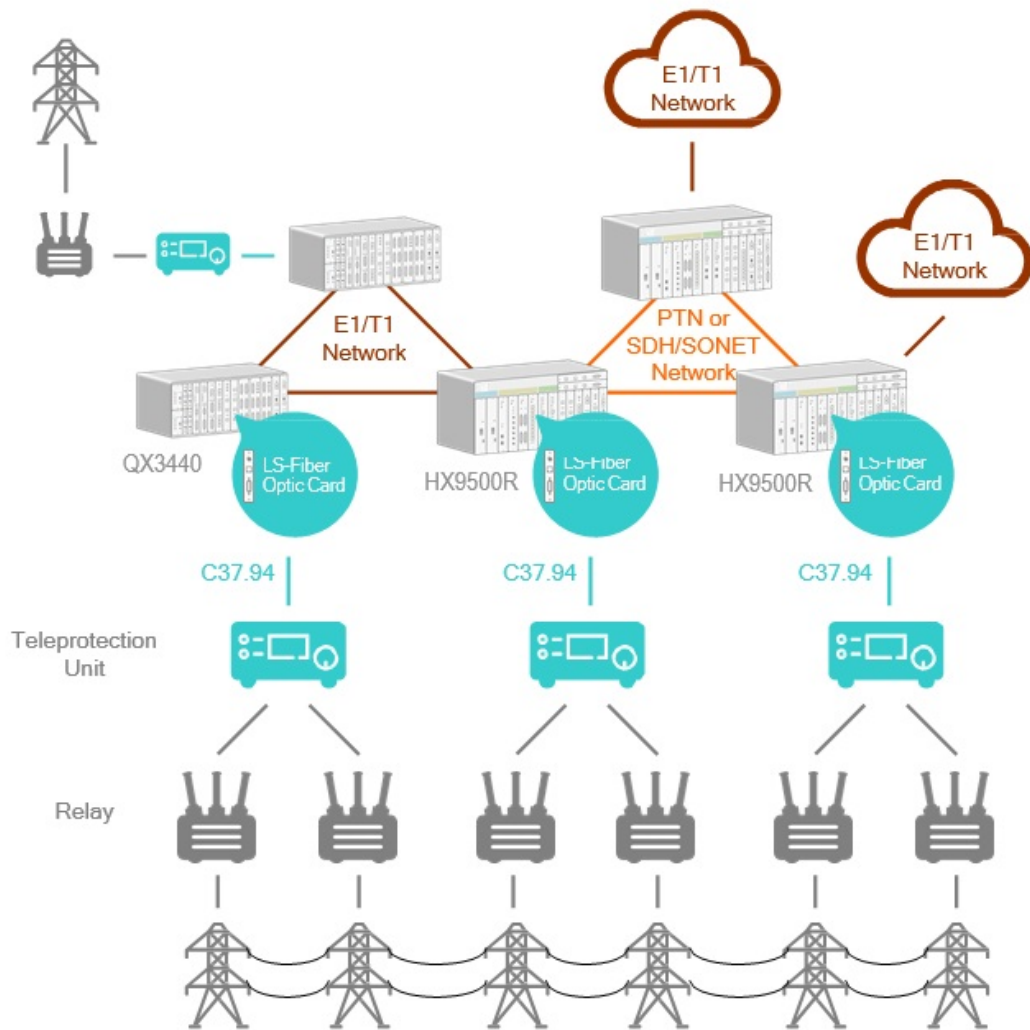 E1/T1
Network
E1/T1
Network
E1/T1
Network
PTN or
SDH/SONET
Network
QX3440
LS-Fiber
Optic Card
HX9500R
LS-Fiber
Optic Card
HX9500R
LS-Fiber
Optic Card
C37.94
C37.94
C37.94
Teleprotection
Unit
Relay